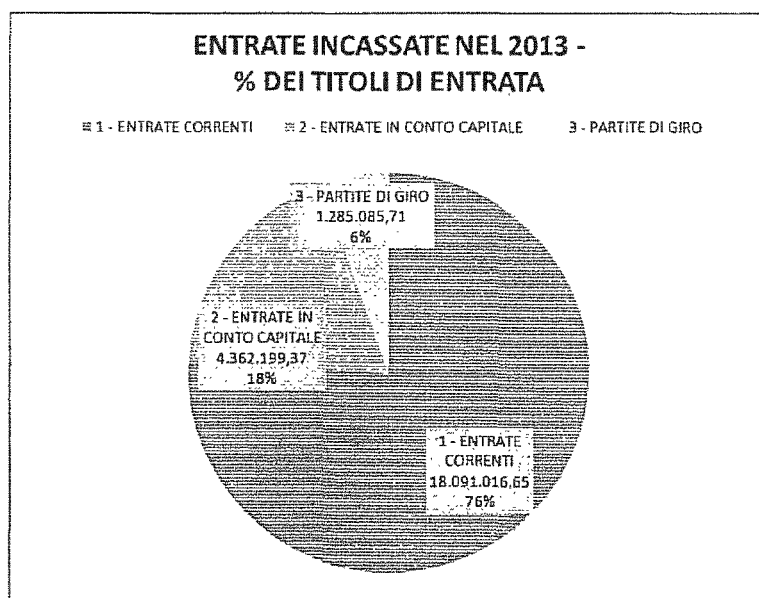 ENTRATE INCASSATE NEL 2013 -
% DEI TITOLI DI ENTRATA
1 - ENTRATE CORRENTI 2 - ENTRATE IN CONTO CAPITALE 3 - PARTITE DI GIRO
3 - PARTITE DI GIRO
1.285.085,71
6%
2 - ENTRATE IN
CONTO CAPITALE
4.362.199,37
18%
1 - ENTRATE
CORRENTI
18.091.016,65
76%